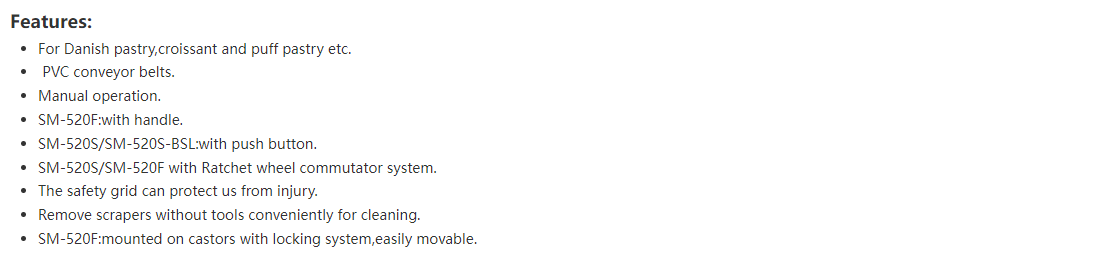 Features:
• For Danish pastry,croissant and puff pastry etc.
• PVC conveyor belts.
• Manual operation.
• SM-520F:with handle.
• SM-520S/SM-520S-BSL:with push button.
• SM-520S/SM-520F with Ratchet wheel commutator system.
• The safety grid can protect us from injury.
• Remove scrapers without tools conveniently for cleaning.
• SM-520F:mounted on castors with locking system,easily movable.